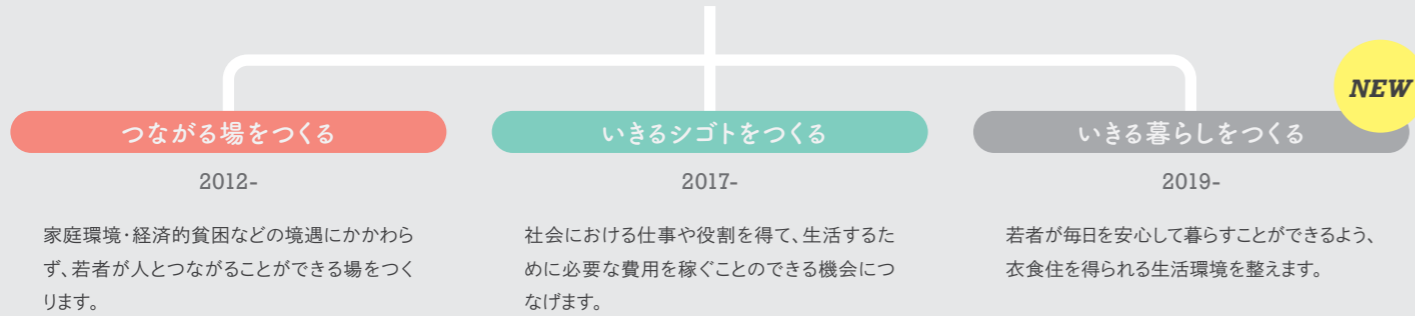 NEW
つながる場をつくる
2012-
家庭環境・経済的貧困などの境遇にかかわら
ず、若者が人とつながることができる場をつく
ります。
いきるシゴトをつくる
2017-
社会における仕事や役割を得て、生活するた
めに必要な費用を稼ぐことのできる機会につ
なげます。
いきる暮らしをつくる
2019-
若者が毎日を安心して暮らすことができるよう、
衣食住を得られる生活環境を整えます。